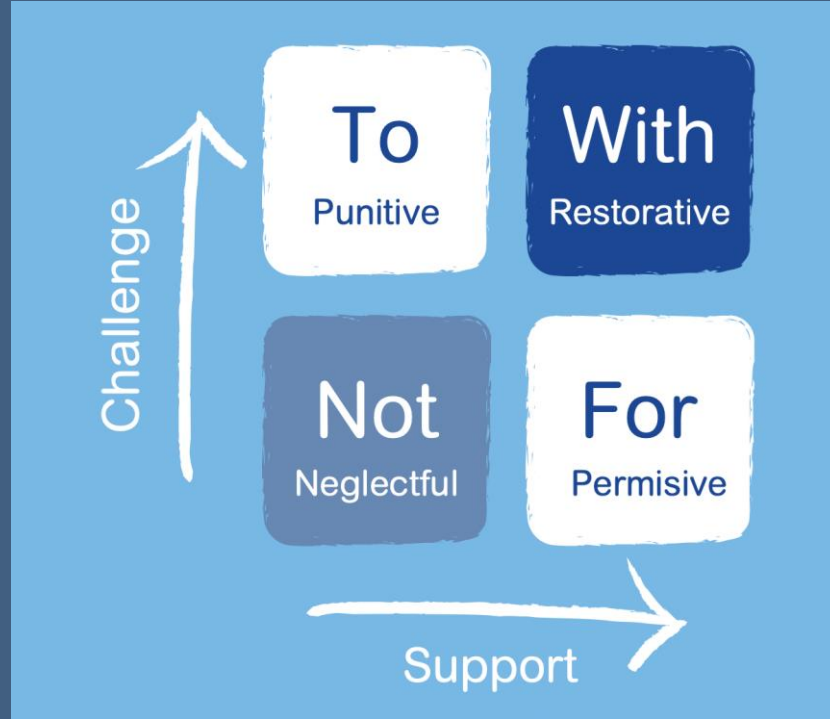 Challenge
To
Punitive
With
Restorative
Not
Neglectful
For
Permisive
Support